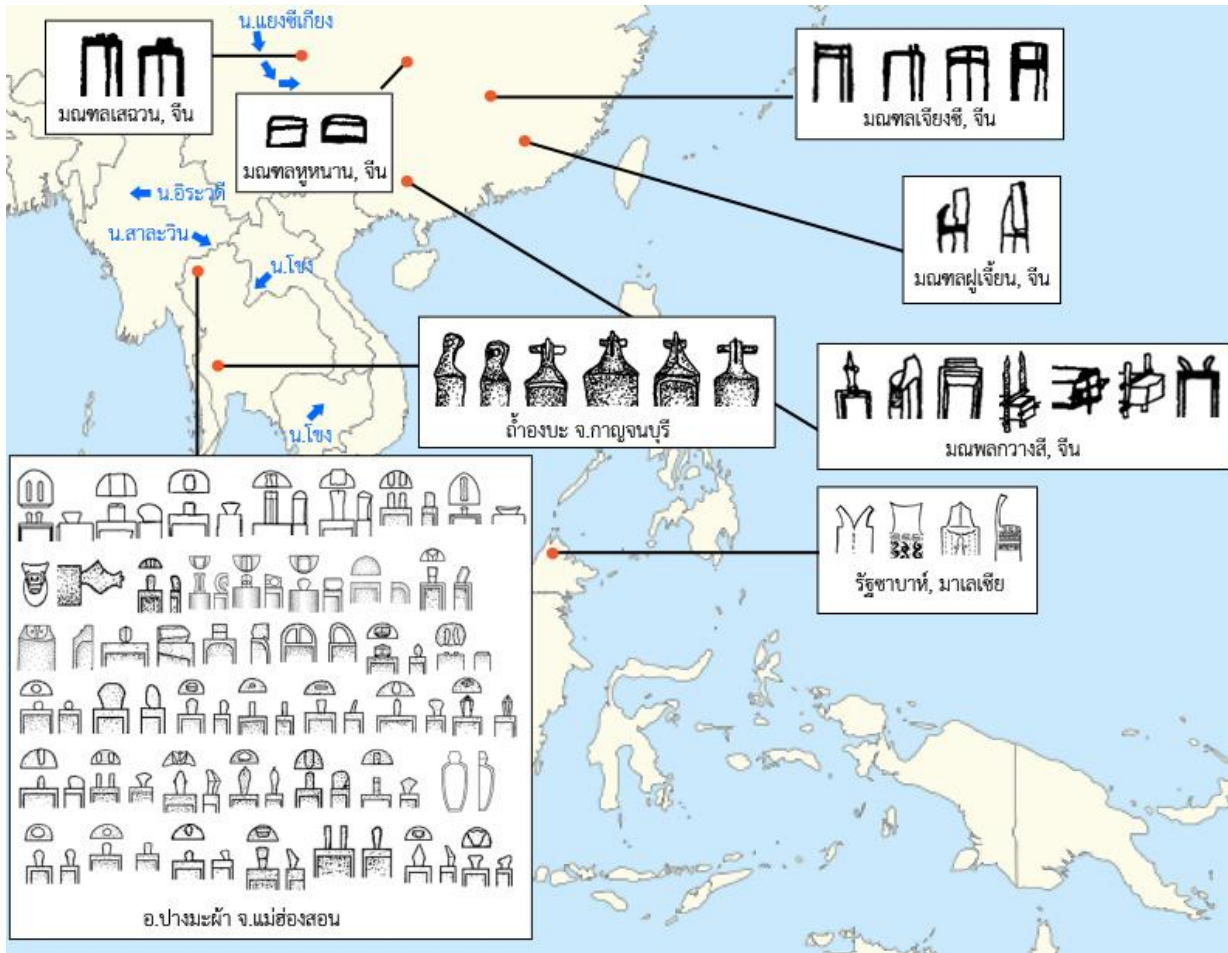 น.แยงซีเกียง
มณฑลเสฉวน, จีน
มณฑลเจียงซี, จีน
มณฑลหูหนาน, จีน
น.อิระวดี
น.สาละวิน
น.โขง
มณฑลฝูเจี้ยน, จีน
ถ้ำองบะ จ.กาญจนบุรี
น.โขง
มณพลกวางสี, จีน
รัฐซาบาห์, มาเลเซีย
อ.ปางมะผ้า จ.แม่ฮ่องสอน